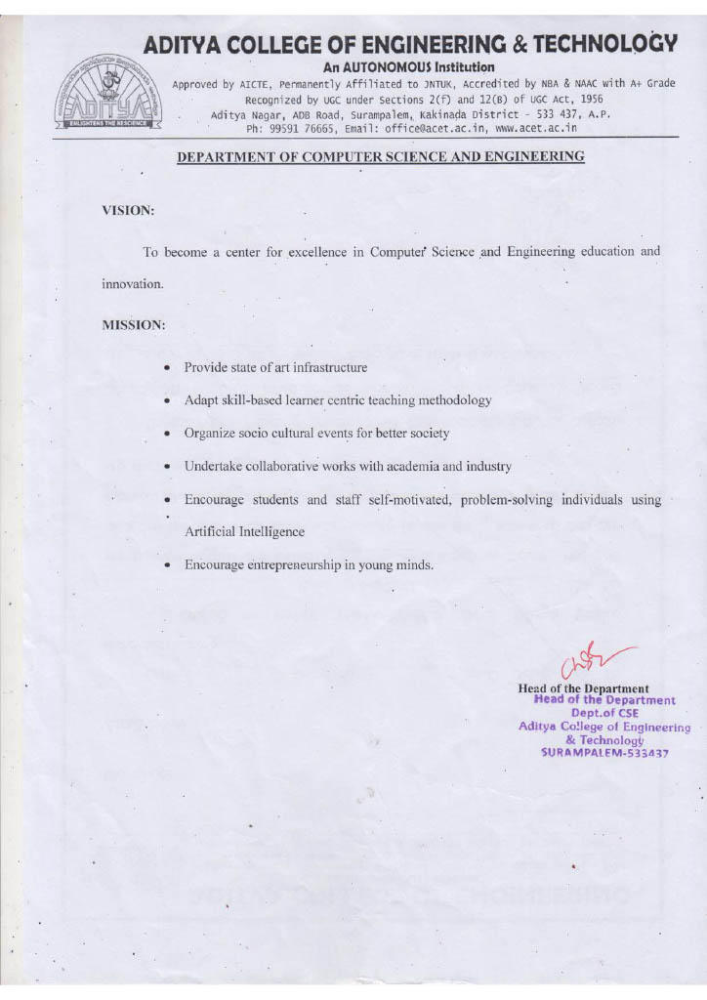 ADITYA COLLEGE OF ENGINEERING & TECHNOLOGY
An AUTONOMOUS Institution
Approved by AICTE, Permanently Affiliated to JNTUK, Accredited by NBA & NAAC with A+ Grade
Recognized by UGC under Sections 2(f) and 12(B) of UGC Act, 1956
Aditya Nagar, ADB Road, Surampalem, Kakinada District - 533 437, A.P.
Ph: 99591 76665, Email: office@acet.ac.in, www.acet.ac.in
ADITYA
ENLIGHTENS THE NESCIENCE
DEPARTMENT OF COMPUTER SCIENCE AND ENGINEERING
VISION:
To become a center for excellence in Computer Science and Engineering education and
innovation.
MISSION:
• Provide state of art infrastructure
• Adapt skill-based learner centric teaching methodology
• Organize socio cultural events for better society
• Undertake collaborative works with academia and industry
• Encourage students and staff self-motivated, problem-solving individuals using
Artificial Intelligence
• Encourage entrepreneurship in young minds.
Head of the Department
Head of the Department
Dept.of CSE
Aditya College of Engineering
& Technology
SURAMPALEM-533437